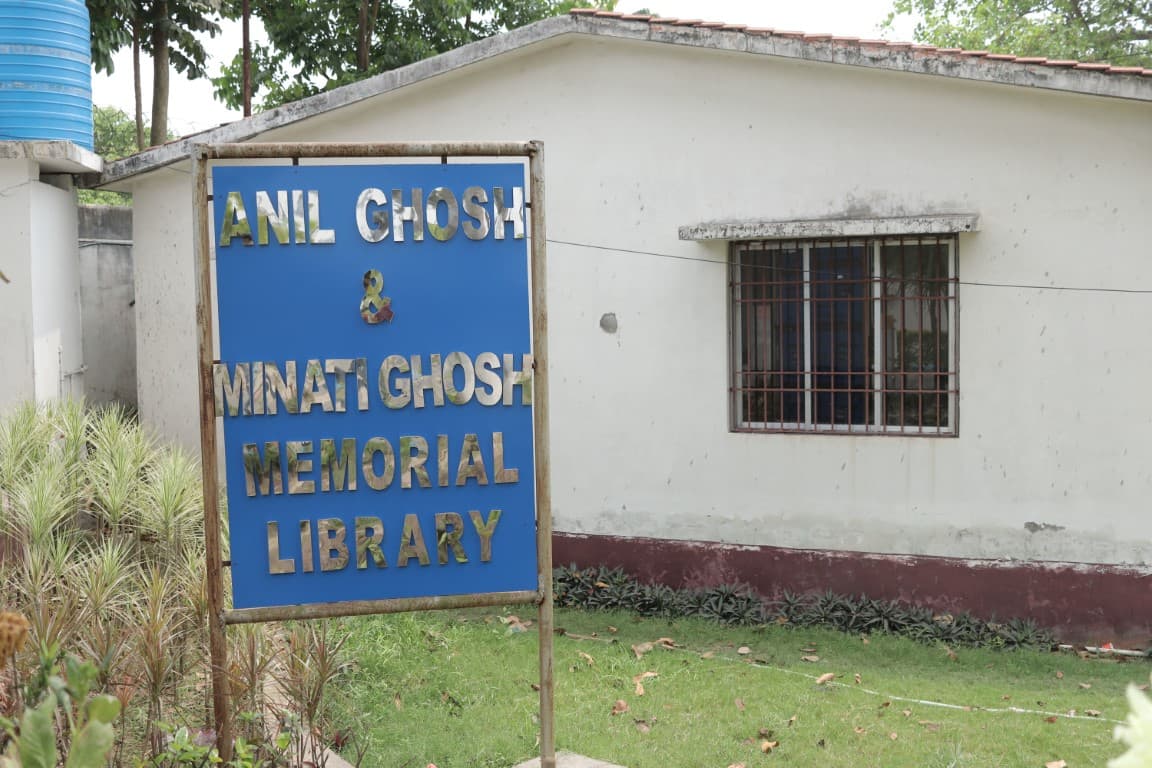 ANIL GHOSH
&
MINATI GHOSH
MEMORIAL
LIBRARY